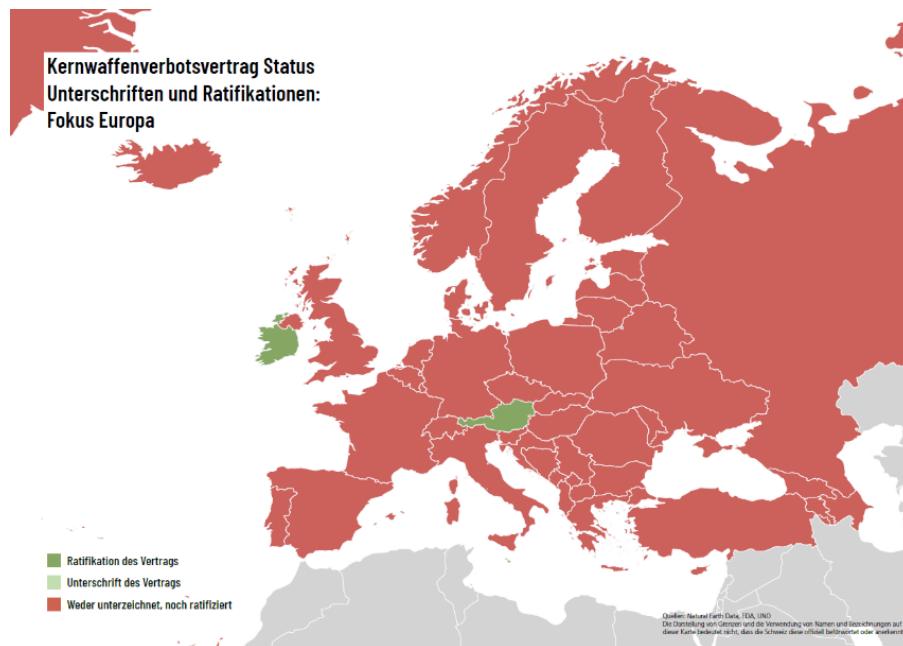 Kernwaffenverbotsvertrag Status
Unterschriften und Ratifikationen:
Fokus Europa
Ratifikation des Vertrags
Unterschrift des Vertrags
Weder unterzeichnet, noch ratifiziert
Quellen: Natural Earth Data, EDA, UNO
Die Darstellung von Grenzen und die Verwendung von Namen und Bezeichnungen auf
dieser Karte bedeutet nicht, dass die Schweiz diese offiziell befürwortet oder anerkennt